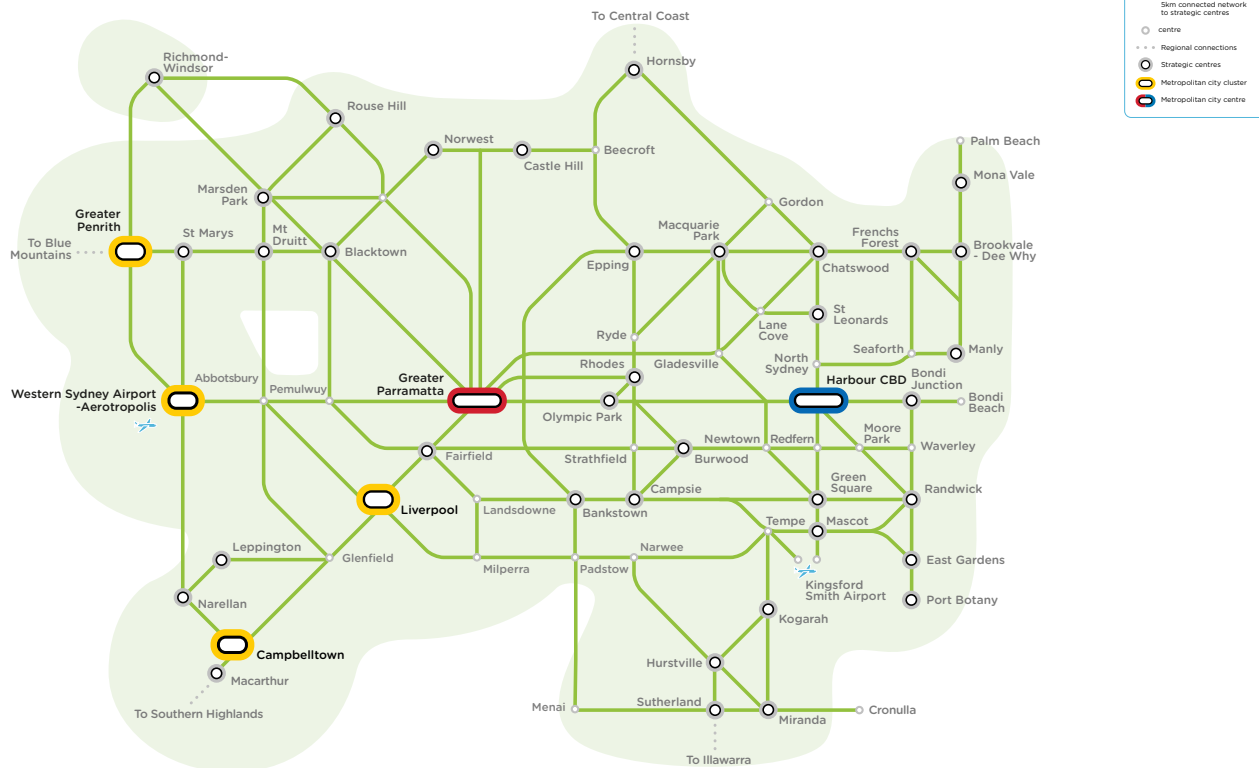 To Central Coast
5km connected network
to strategic centres
centre
Regional connections
Strategic centres
Metropolitan city cluster
Metropolitan city centre
Richmond-
Windsor
Hornsby
Rouse Hill
Norwest
Castle Hill
Beecroft
Palm Beach
Mona Vale
Marsden
Park
Gordon
Greater
Penrith
To Blue
Mountains
St Marys
Mt
Druitt
Blacktown
Epping
Macquarie
Park
Chatswood
Frenchs
Forest
Brookvale
- Dee Why
St
Leonards
Lane
Cove
Ryde
Rhodes
Gladesville
North
Sydney
Seaforth
Manly
Abbotsbury
Pemulwuy
Greater
Parramatta
Western Sydney Airport
-Aerotropolis
Olympic Park
Harbour CBD
Bondi
Junction
Bondi
Beach
Fairfield
Strathfield
Burwood
Newtown
Redfern
Moore
Park
Waverley
Liverpool
Landsdowne
Bankstown
Campsie
Green
Square
Randwick
Tempe
Mascot
Leppington
Glenfield
Milperra
Padstow
Narwee
East Gardens
Kingsford
Smith Airport
Port Botany
Narellan
Kogarah
Campbelltown
Macarthur
Hurstville
To Southern Highlands
Menai
Sutherland
Miranda
Cronulla
To Illawarra